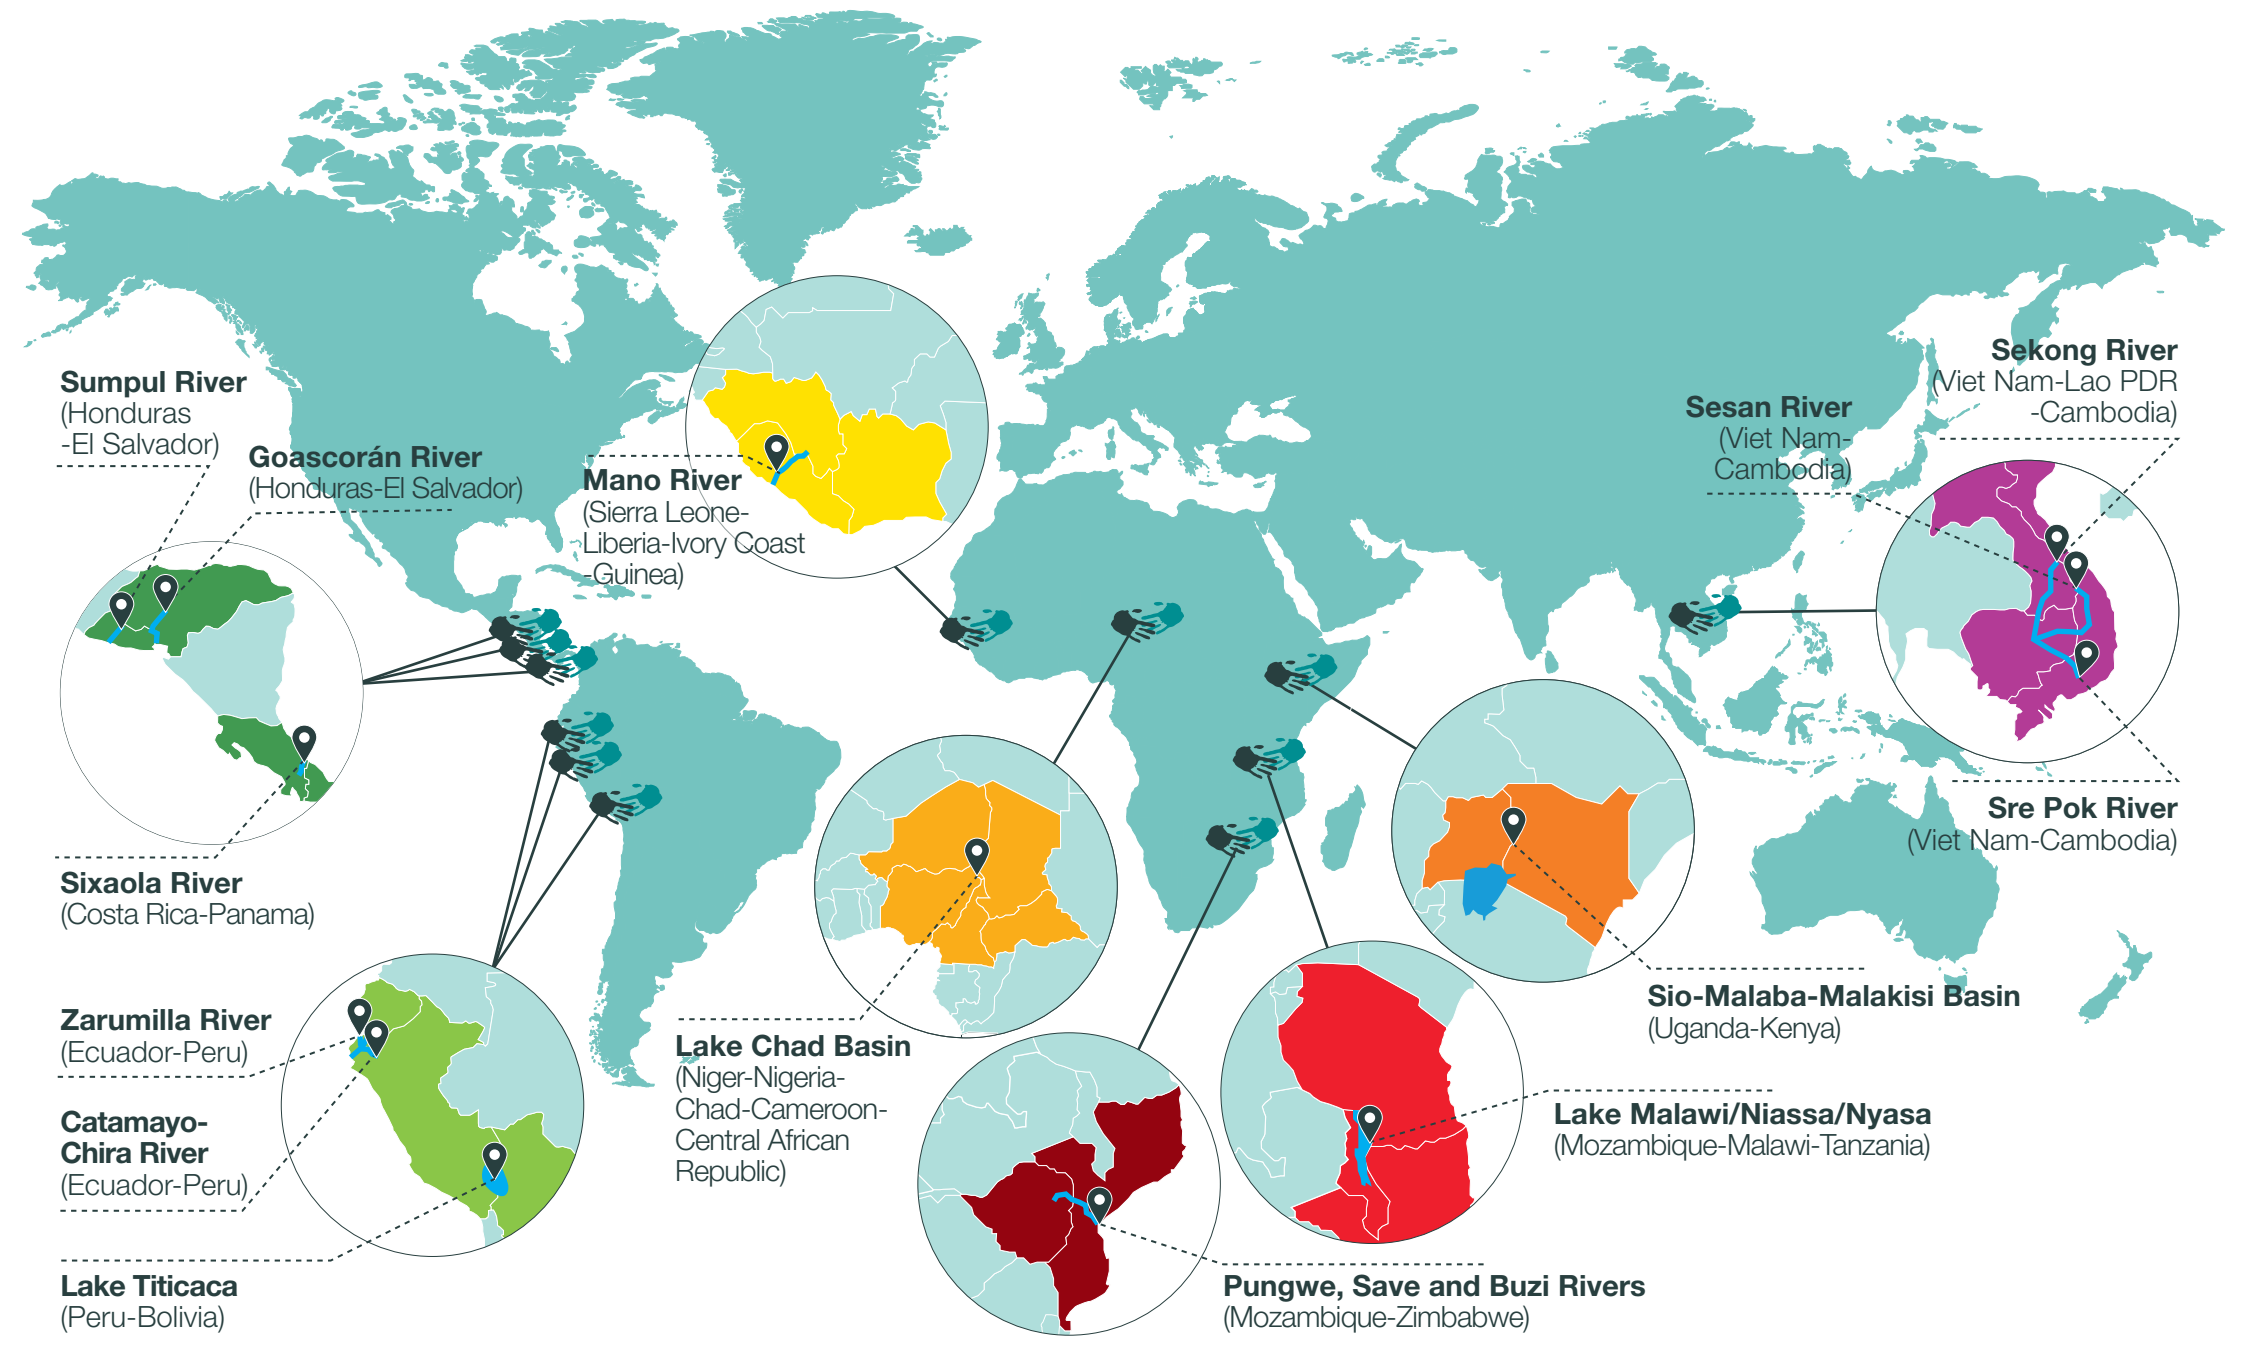 Sumpul River
(Honduras
-El Salvador)
Goascorán River
(Honduras-El Salvador)
Mano River
(Sierra Leone-
Liberia-Ivory Coast
-Guinea)
Sekong River
(Viet Nam-Lao PDR
-Cambodia)
Sesan River
(Viet Nam-
Cambodia)
Sre Pok River
(Viet Nam-Cambodia)
Sixaola River
(Costa Rica-Panama)
Zarumilla River
(Ecuador-Peru)
Catamayo-
Chira River
(Ecuador-Peru)
Lake Titicaca
(Peru-Bolivia)
Lake Chad Basin
(Niger-Nigeria-
Chad-Cameroon-
Central African
Republic)
Sio-Malaba-Malakisi Basin
(Uganda-Kenya)
Lake Malawi/Niassa/Nyasa
(Mozambique-Malawi-Tanzania)
Pungwe, Save and Buzi Rivers
(Mozambique-Zimbabwe)